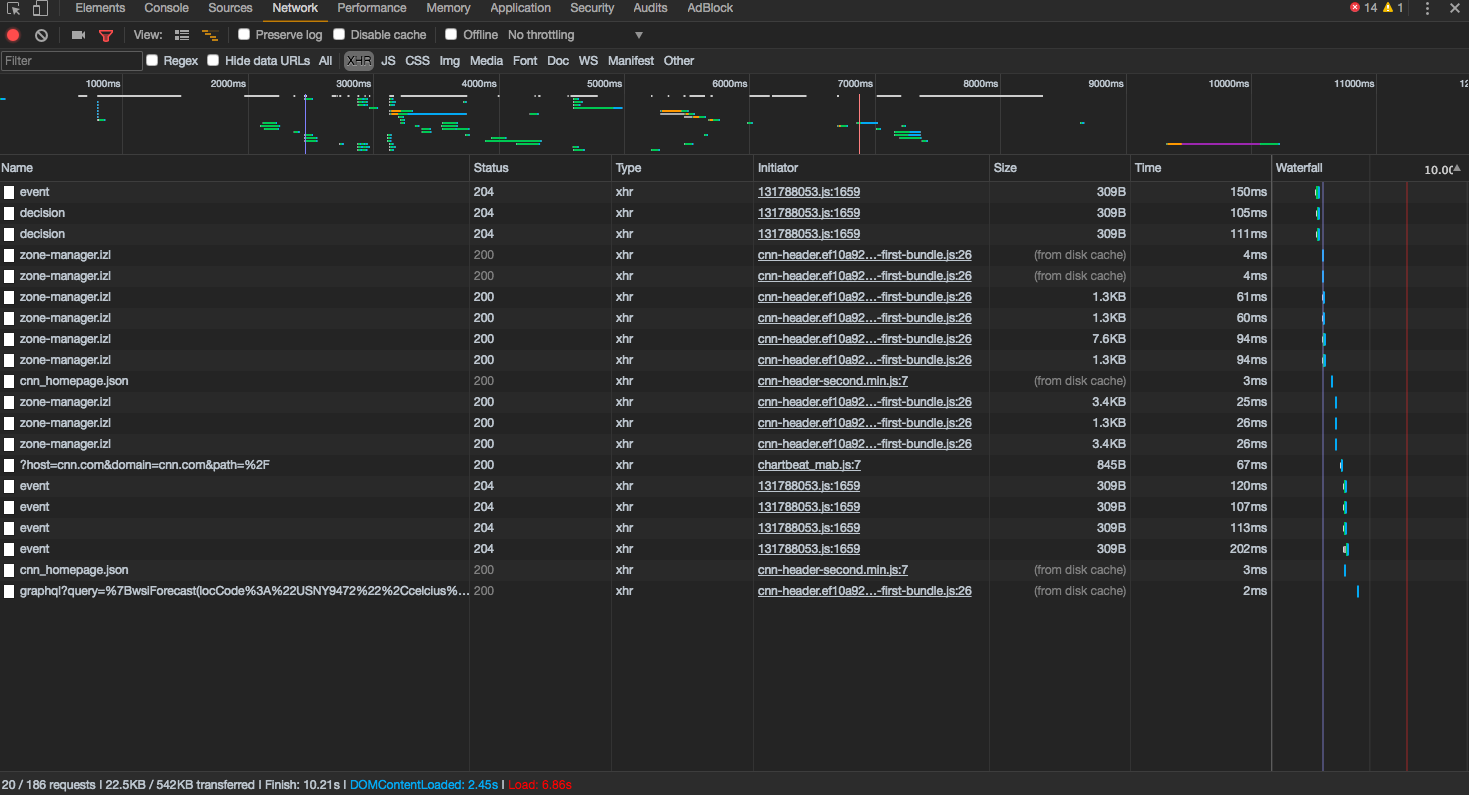 Elements Console Sources Network Performance Memory Application Security Audits AdBlock 14 1
View: Preserve log Disable cache Offline No throttling
Filter Regex Hide data URLs All XHR JS CSS Img Media Font Doc WS Manifest Other
1000ms 2000ms 3000ms 4000ms 5000ms 6000ms 7000ms 8000ms 9000ms 10000ms 11000ms 12
Name Status Type Initiator Size Time Waterfall 10.00
event 204 xhr 131788053.js:1659 309B 150ms
decision 204 xhr 131788053.js:1659 309B 105ms
decision 204 xhr 131788053.js:1659 309B 111ms
zone-manager.izl 200 xhr cnn-header.ef10a92…-first-bundle.js:26 (from disk cache) 4ms
zone-manager.izl 200 xhr cnn-header.ef10a92…-first-bundle.js:26 (from disk cache) 4ms
zone-manager.izl 200 xhr cnn-header.ef10a92…-first-bundle.js:26 1.3KB 61ms
zone-manager.izl 200 xhr cnn-header.ef10a92…-first-bundle.js:26 1.3KB 60ms
zone-manager.izl 200 xhr cnn-header.ef10a92…-first-bundle.js:26 7.6KB 94ms
zone-manager.izl 200 xhr cnn-header.ef10a92…-first-bundle.js:26 1.3KB 94ms
cnn_homepage.json 200 xhr cnn-header-second.min.js:7 (from disk cache) 3ms
zone-manager.izl 200 xhr cnn-header.ef10a92…-first-bundle.js:26 3.4KB 25ms
zone-manager.izl 200 xhr cnn-header.ef10a92…-first-bundle.js:26 1.3KB 26ms
zone-manager.izl 200 xhr cnn-header.ef10a92…-first-bundle.js:26 3.4KB 26ms
?host=cnn.com&domain=cnn.com&path=%2F 200 xhr chartbeat_mab.js:7 845B 67ms
event 204 xhr 131788053.js:1659 309B 120ms
event 204 xhr 131788053.js:1659 309B 107ms
event 204 xhr 131788053.js:1659 309B 113ms
event 204 xhr 131788053.js:1659 309B 202ms
cnn_homepage.json 200 xhr cnn-header-second.min.js:7 (from disk cache) 3ms
graphql?query=%7BwsiForecast(locCode%3A%22USNY9472%22%2Ccelcius%… 200 xhr cnn-header.ef10a92…-first-bundle.js:26 (from disk cache) 2ms
20 / 186 requests | 22.5KB / 542KB transferred | Finish: 10.21s | DOMContentLoaded: 2.45s | Load: 6.86s